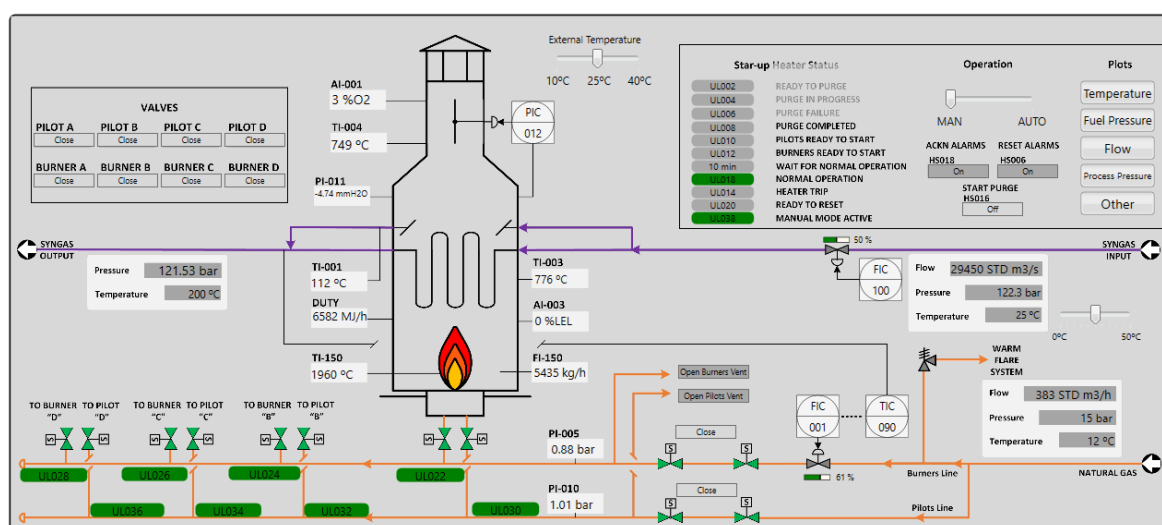 External Temperature
10ºC 25ºC 40ºC
VALVES
PILOT A PILOT B PILOT C PILOT D
Close Close Close Close
BURNER A BURNER B BURNER C BURNER D
Close Close Close Close
AI-001
3 %O2
TI-004
749 ºC
PI-011
-4.74 mmH2O
PIC
012
Star-up Heater Status
UL002 READY TO PURGE
UL004 PURGE IN PROGRESS
UL006 PURGE FAILURE
UL008 PURGE COMPLETED
UL010 PILOTS READY TO START
UL012 BURNERS READY TO START
10 min WAIT FOR NORMAL OPERATION
UL018 NORMAL OPERATION
UL014 HEATER TRIP
UL020 READY TO RESET
UL038 MANUAL MODE ACTIVE
Operation
MAN AUTO
ACKN ALARMS RESET ALARMS
HS018 HS006
On On
START PURGE
HS016
Off
Plots
Temperature
Fuel Pressure
Flow
Process Pressure
Other
SYNGAS
OUTPUT
Pressure 121.53 bar
Temperature 200 ºC
TI-001
112 ºC
DUTY
6582 MJ/h
TI-150
1960 ºC
TI-003
776 ºC
AI-003
0 %LEL
FI-150
5435 kg/h
50 %
FIC
100
SYNGAS
INPUT
Flow 29450 STD m3/s
Pressure 122.3 bar
Temperature 25 ºC
0ºC 50ºC
WARM
FLARE
SYSTEM
Flow 383 STD m3/h
Pressure 15 bar
Temperature 12 ºC
Open Burners Vent
Open Pilots Vent
FIC
001
TIC
090
61 %
Close
Close
TO BURNER TO PILOT TO BURNER TO PILOT TO BURNER TO PILOT
"D" "D" "C" "C" "B" "B"
S S S S S S S S
S S
S S
PI-005
0.88 bar
PI-010
1.01 bar
UL028 UL026 UL024 UL022
UL036 UL034 UL032 UL030
Burners Line
NATURAL GAS
Pilots Line